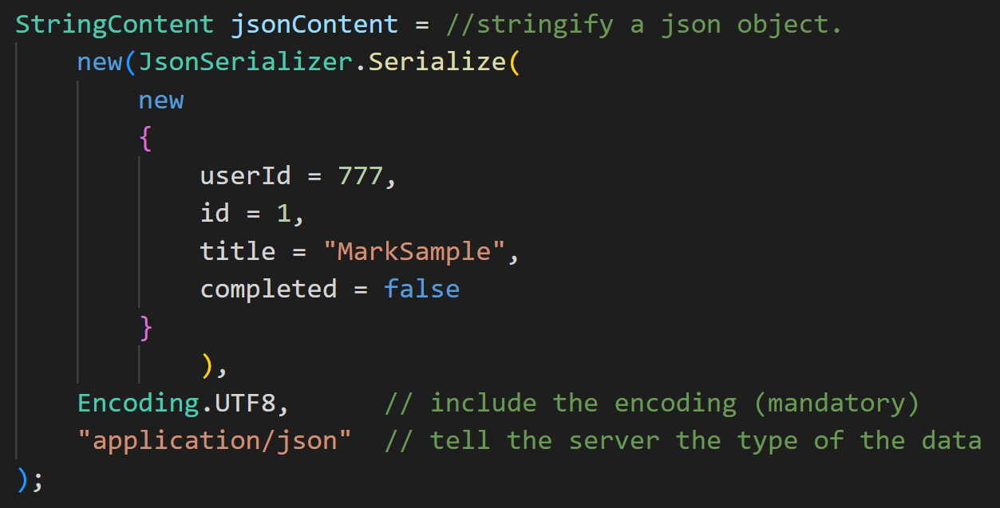 StringContent jsonContent = //stringify a json object.
new(JsonSerializer.Serialize(
new
{
userId = 777,
id = 1,
title = "MarkSample",
completed = false
}
),
Encoding.UTF8, // include the encoding (mandatory)
"application/json" // tell the server the type of the data
);